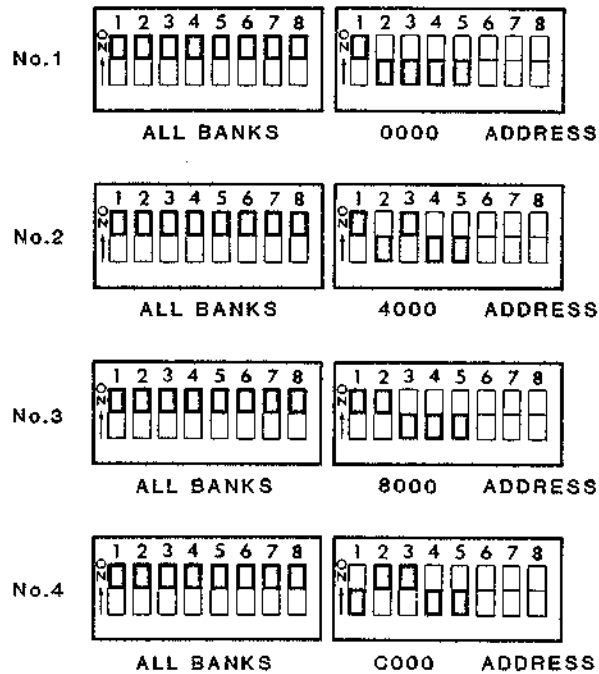 1 2 3 4 5 6 7 8 1 2 3 4 5 6 7 8
No.1 ON ON
ALL BANKS 0000 ADDRESS
1 2 3 4 5 6 7 8 1 2 3 4 5 6 7 8
No.2 ON ON
ALL BANKS 4000 ADDRESS
1 2 3 4 5 6 7 8 1 2 3 4 5 6 7 8
No.3 ON ON
ALL BANKS 8000 ADDRESS
1 2 3 4 5 6 7 8 1 2 3 4 5 6 7 8
No.4 ON ON
ALL BANKS C000 ADDRESS